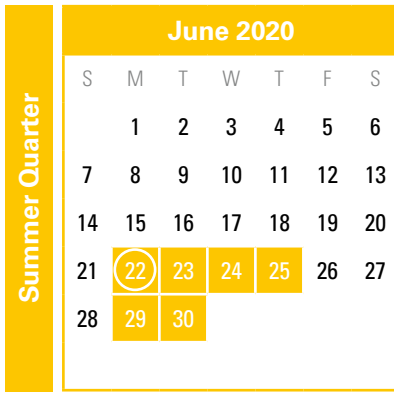 June 2020
Summer Quarter
S M T W T F S
1 2 3 4 5 6
7 8 9 10 11 12 13
14 15 16 17 18 19 20
21 22 23 24 25 26 27
28 29 30